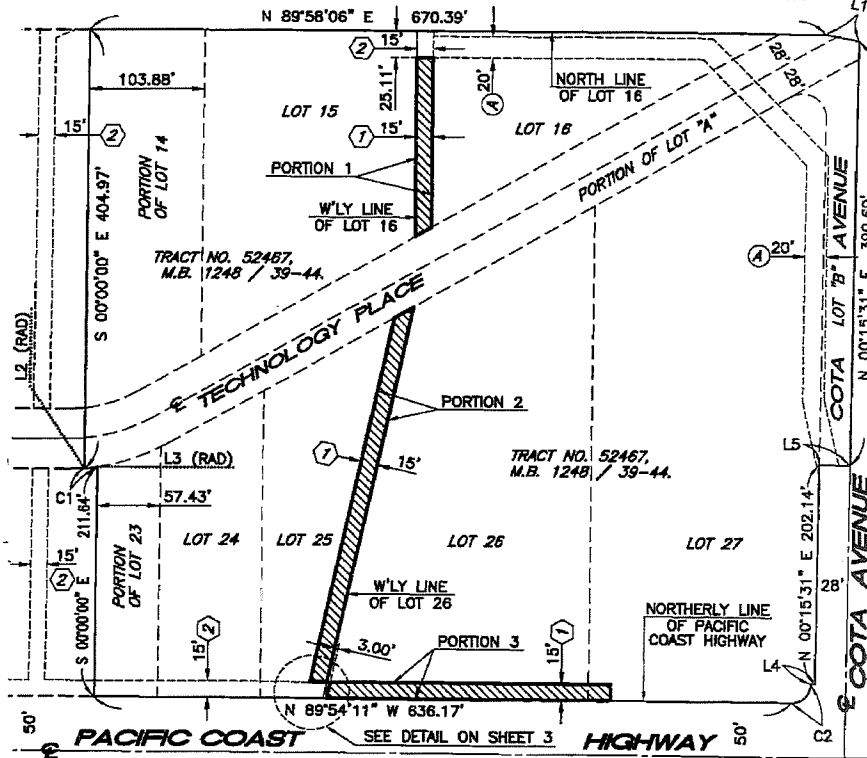 N 89°58'06" E 670.39'
L1
15'
2
103.88'
25.11'
20'
A
NORTH LINE
OF LOT 16
28'
28'
LOT 15
LOT 16
15'
2
1
15'
PORTION
OF LOT 14
PORTION 1
PORTION OF LOT "A"
W'LY LINE
OF LOT 16
S 00°00'00" E 404.97'
TRACT NO. 52467,
M.B. 1248 / 39-44.
A
20'
COTA LOT "B" AVENUE
N 00°15'31" E
L2 (RAD)
℄ TECHNOLOGY PLACE
PORTION 2
1
15'
TRACT NO. 52467,
M.B. 1248 / 39-44.
L5
L3 (RAD)
C1
57.43'
211.64'
S 00°00'00" E
15'
2
PORTION
OF LOT 23
LOT 24
LOT 25
LOT 26
LOT 27
N 00°15'31" E 202.14'
28'
W'LY LINE
OF LOT 26
NORTHERLY LINE
OF PACIFIC
COAST HIGHWAY
15'
2
3.00'
PORTION 3
15'
1
L4
C2
℄ COTA AVENUE
N 89°54'11" W 636.17'
50'
℄ PACIFIC COAST HIGHWAY
50'
SEE DETAIL ON SHEET 3